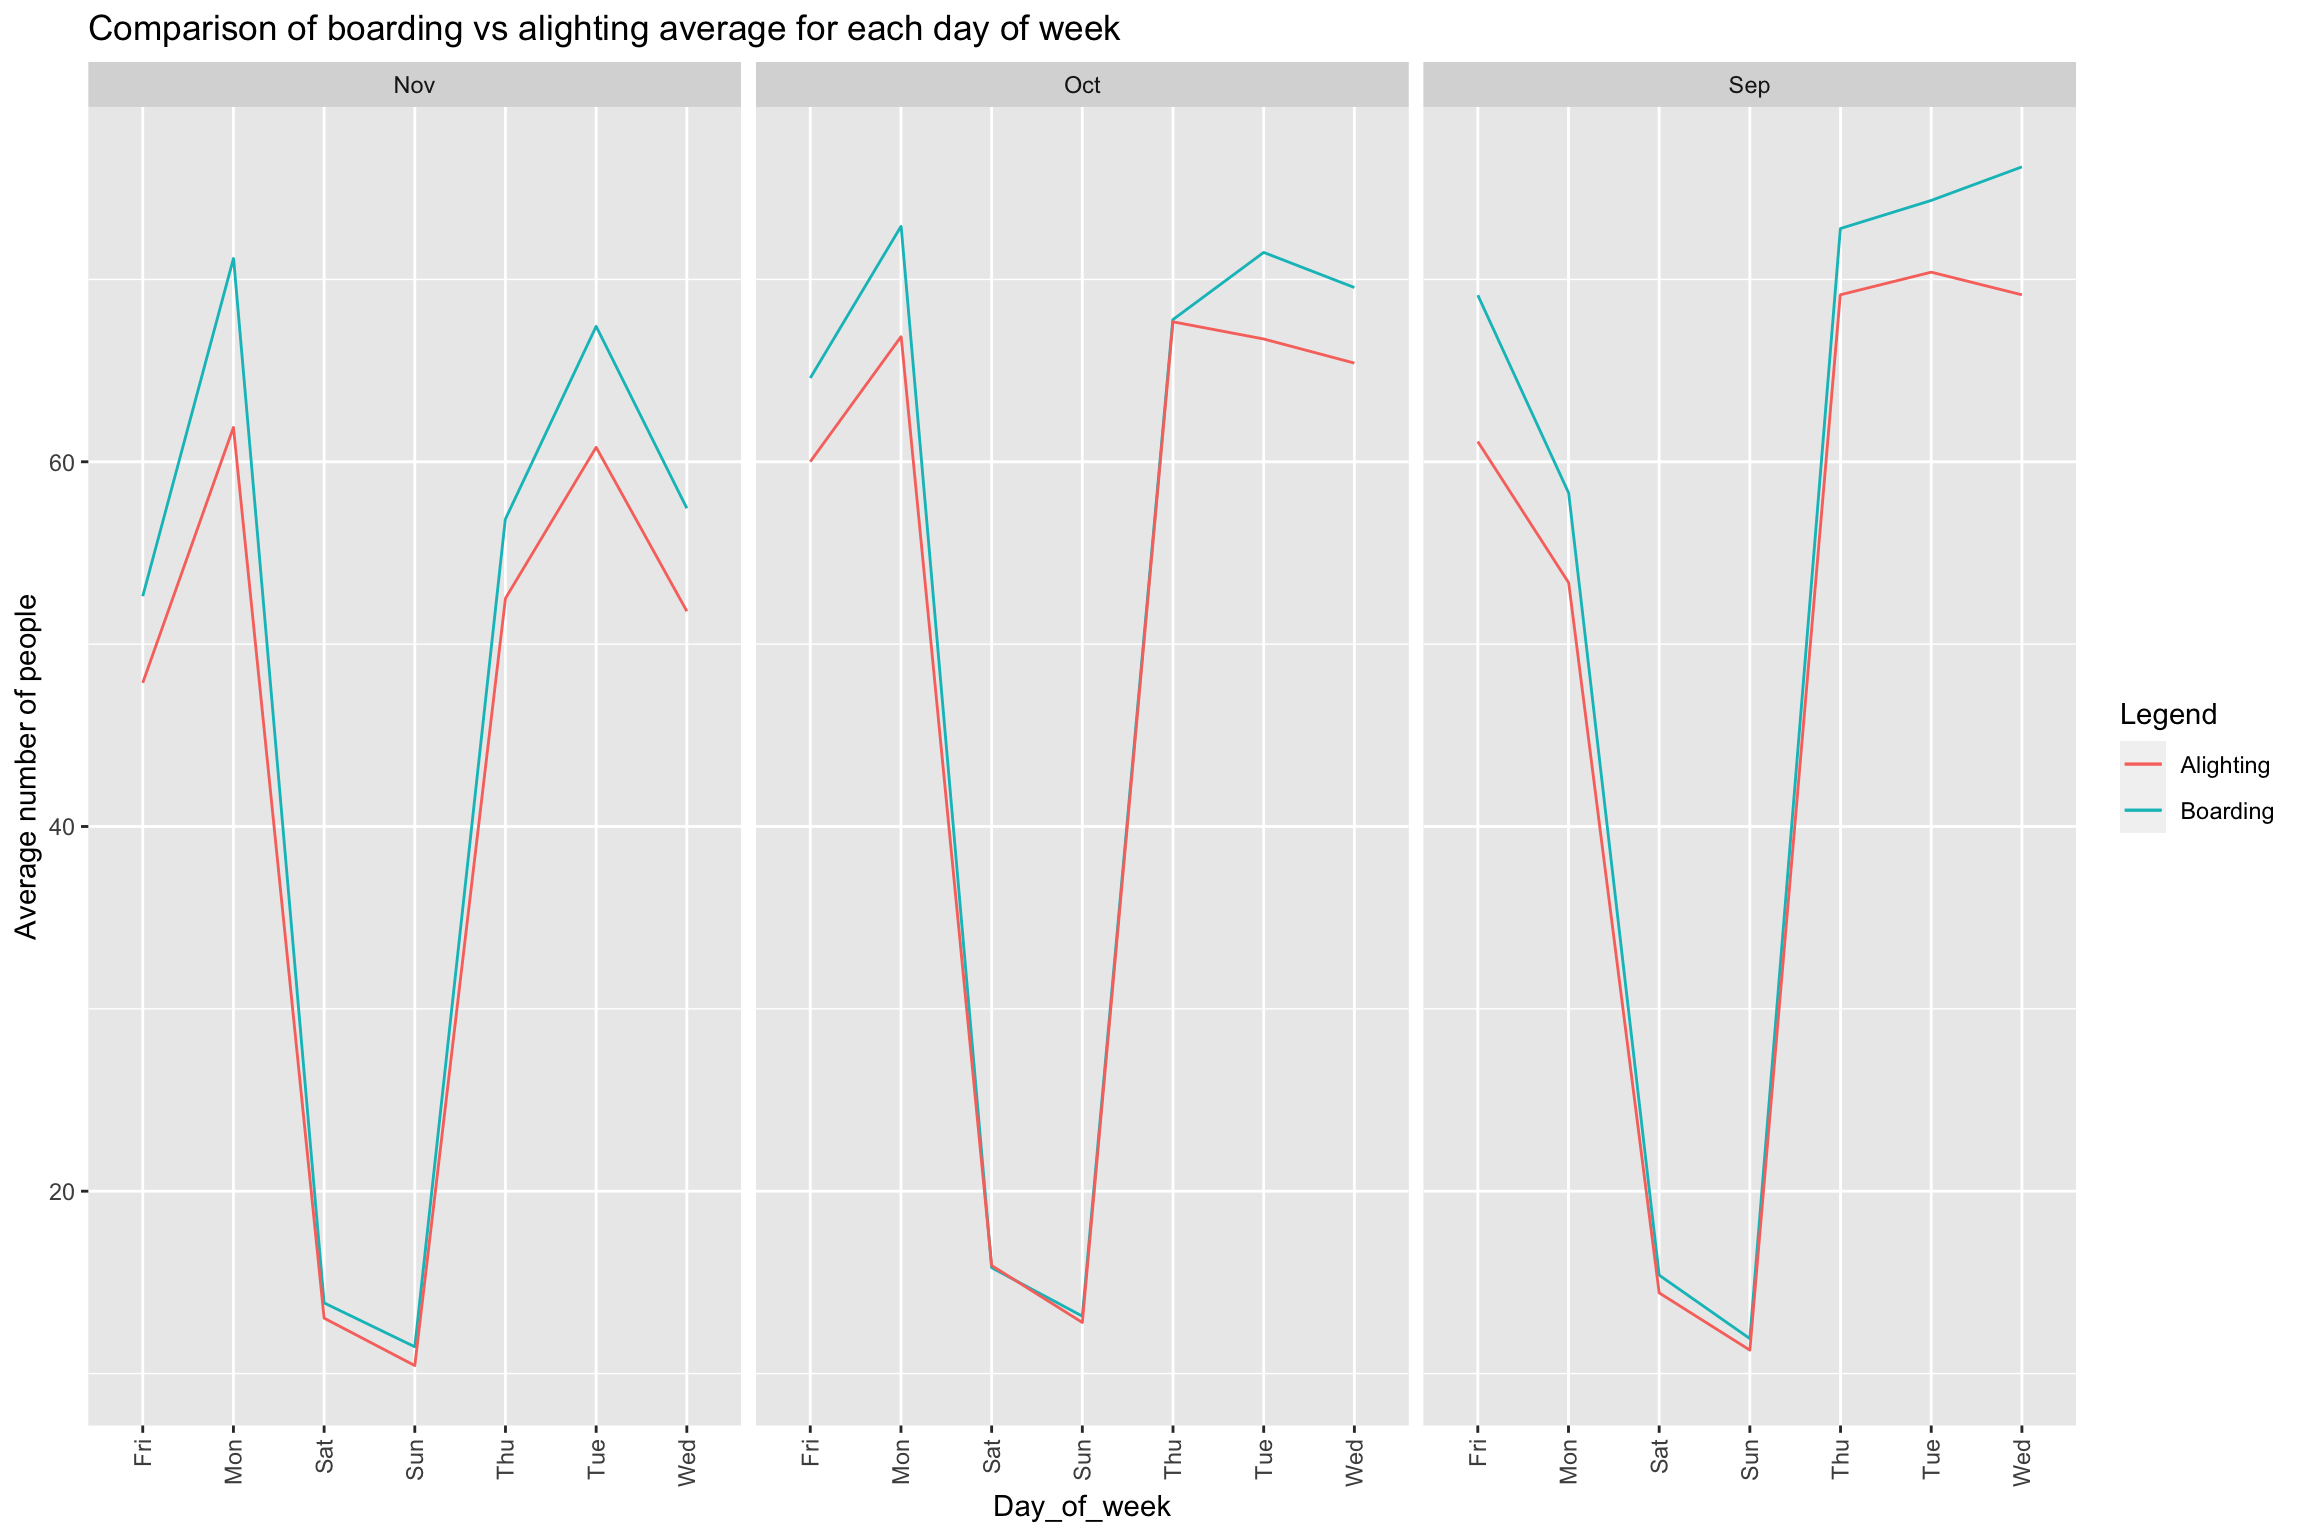 Comparison of boarding vs alighting average for each day of week
Nov
Oct
Sep
Average number of people
60
40
20
Fri
Mon
Sat
Sun
Thu
Tue
Wed
Fri
Mon
Sat
Sun
Thu
Tue
Wed
Fri
Mon
Sat
Sun
Thu
Tue
Wed
Day_of_week
Legend
Alighting
Boarding